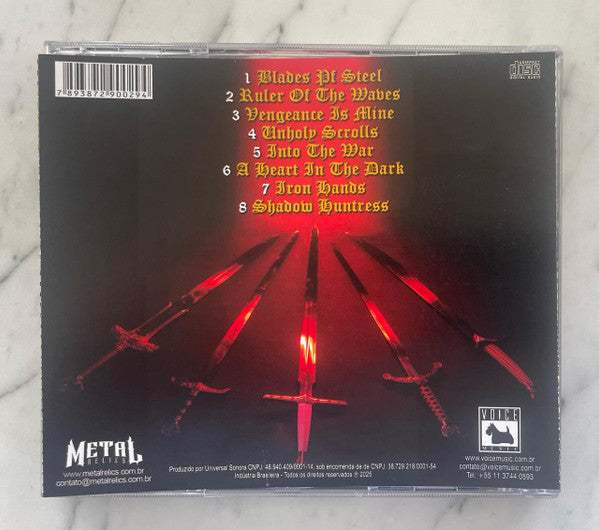 7893872900294
COMPACT
disc
DIGITAL AUDIO
1 Blades Pf Steel
2 Ruler Of The Waves
3 Vengeance Is Mine
4 Unholy Scrolls
5 Into The War
6 A Heart In The Dark
7 Iron Hands
8 Shadow Huntress
METAL
RELICS
www.metalrelics.com.br
contato@metalrelics.com.br
Produzido por Universal Sonora CNPJ: 48.940.409/0001-14, sob encomenda de de CNPJ 38.729.218/0001-54
Indústria Brasileira - Todos os direitos reservados ℗ 2025
VOICE
MUSIC
www.voicemusic.com.br
contato@voicemusic.com.br
Tel: +55 11 3744 0593